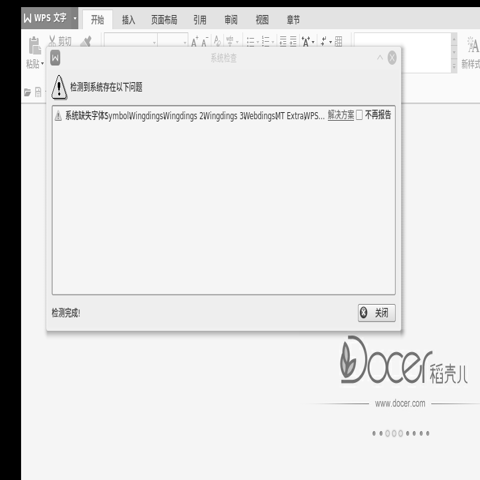 WPS 文字
开始 插入 页面布局 引用 审阅 视图 章节
剪切
粘贴
新样式
系统检查
检测到系统存在以下问题
系统缺失字体SymbolWingdingsWingdings 2Wingdings 3WebdingsMT ExtraWPS... 解决方案 不再报告
检测完成!
关闭
Docer 稻壳儿
www.docer.com